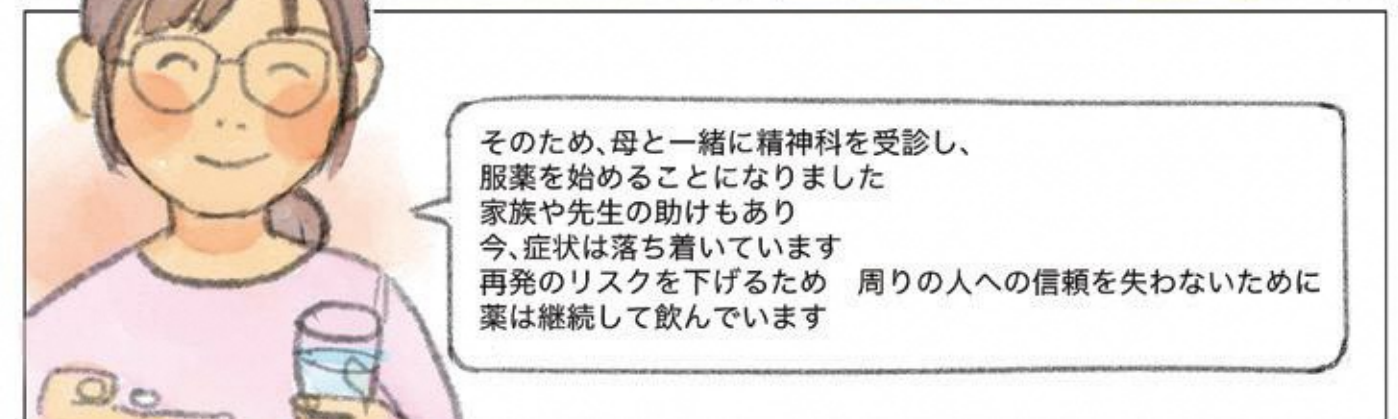 そのため、母と一緒に精神科を受診し、
服薬を始めることになりました
家族や先生の助けもあり
今、症状は落ち着いています
再発のリスクを下げるため　周りの人への信頼を失わないために
薬は継続して飲んでいます